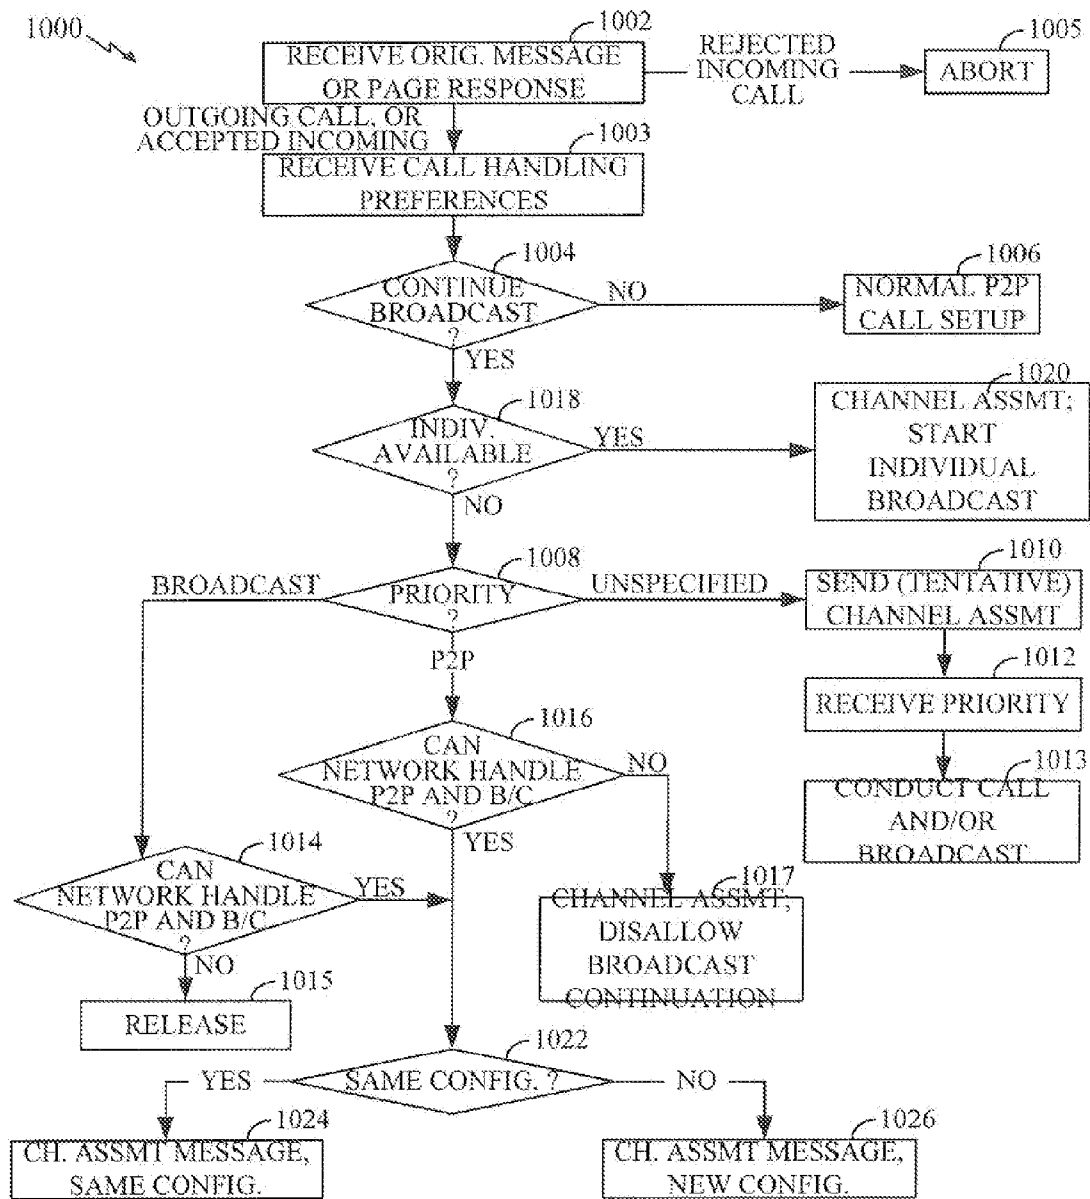 1000
1002
RECEIVE ORIG. MESSAGE
OR PAGE RESPONSE
REJECTED
INCOMING
CALL
1005
ABORT
OUTGOING CALL, OR
ACCEPTED INCOMING
1003
RECEIVE CALL HANDLING
PREFERENCES
1004
CONTINUE
BROADCAST
?
NO
1006
NORMAL P2P
CALL SETUP
YES
1018
INDIV.
AVAILABLE
?
YES
1020
CHANNEL ASSMT;
START
INDIVIDUAL
BROADCAST
NO
1008
PRIORITY
?
BROADCAST
UNSPECIFIED
1010
SEND (TENTATIVE)
CHANNEL ASSMT
P2P
1012
RECEIVE PRIORITY
1016
CAN
NETWORK HANDLE
P2P AND B/C
?
NO
YES
1013
CONDUCT CALL
AND/OR
BROADCAST
1014
CAN
NETWORK HANDLE
P2P AND B/C
?
YES
NO
1017
CHANNEL ASSMT;
DISALLOW
BROADCAST
CONTINUATION
1015
RELEASE
1022
SAME CONFIG. ?
YES
NO
1024
CH. ASSMT MESSAGE,
SAME CONFIG.
1026
CH. ASSMT MESSAGE,
NEW CONFIG.